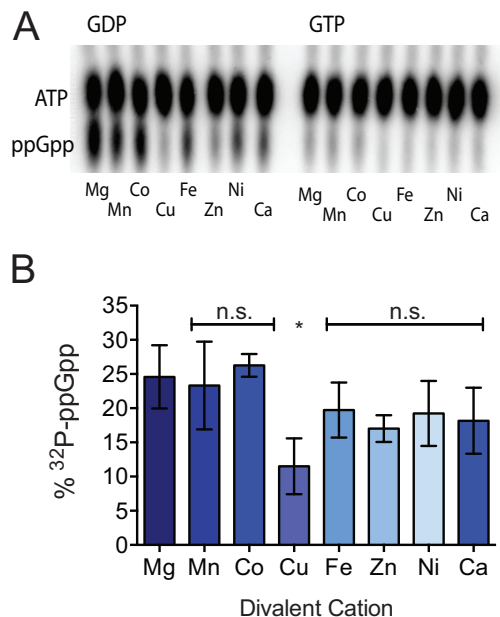 A
GDP GTP
ATP
ppGpp
Mg Mn Co Cu Fe Zn Ni Ca Mg Mn Co Cu Fe Zn Ni Ca
B
n.s. * n.s.
% ³²P-ppGpp
35
30
25
20
15
10
5
0
Mg Mn Co Cu Fe Zn Ni Ca
Divalent Cation